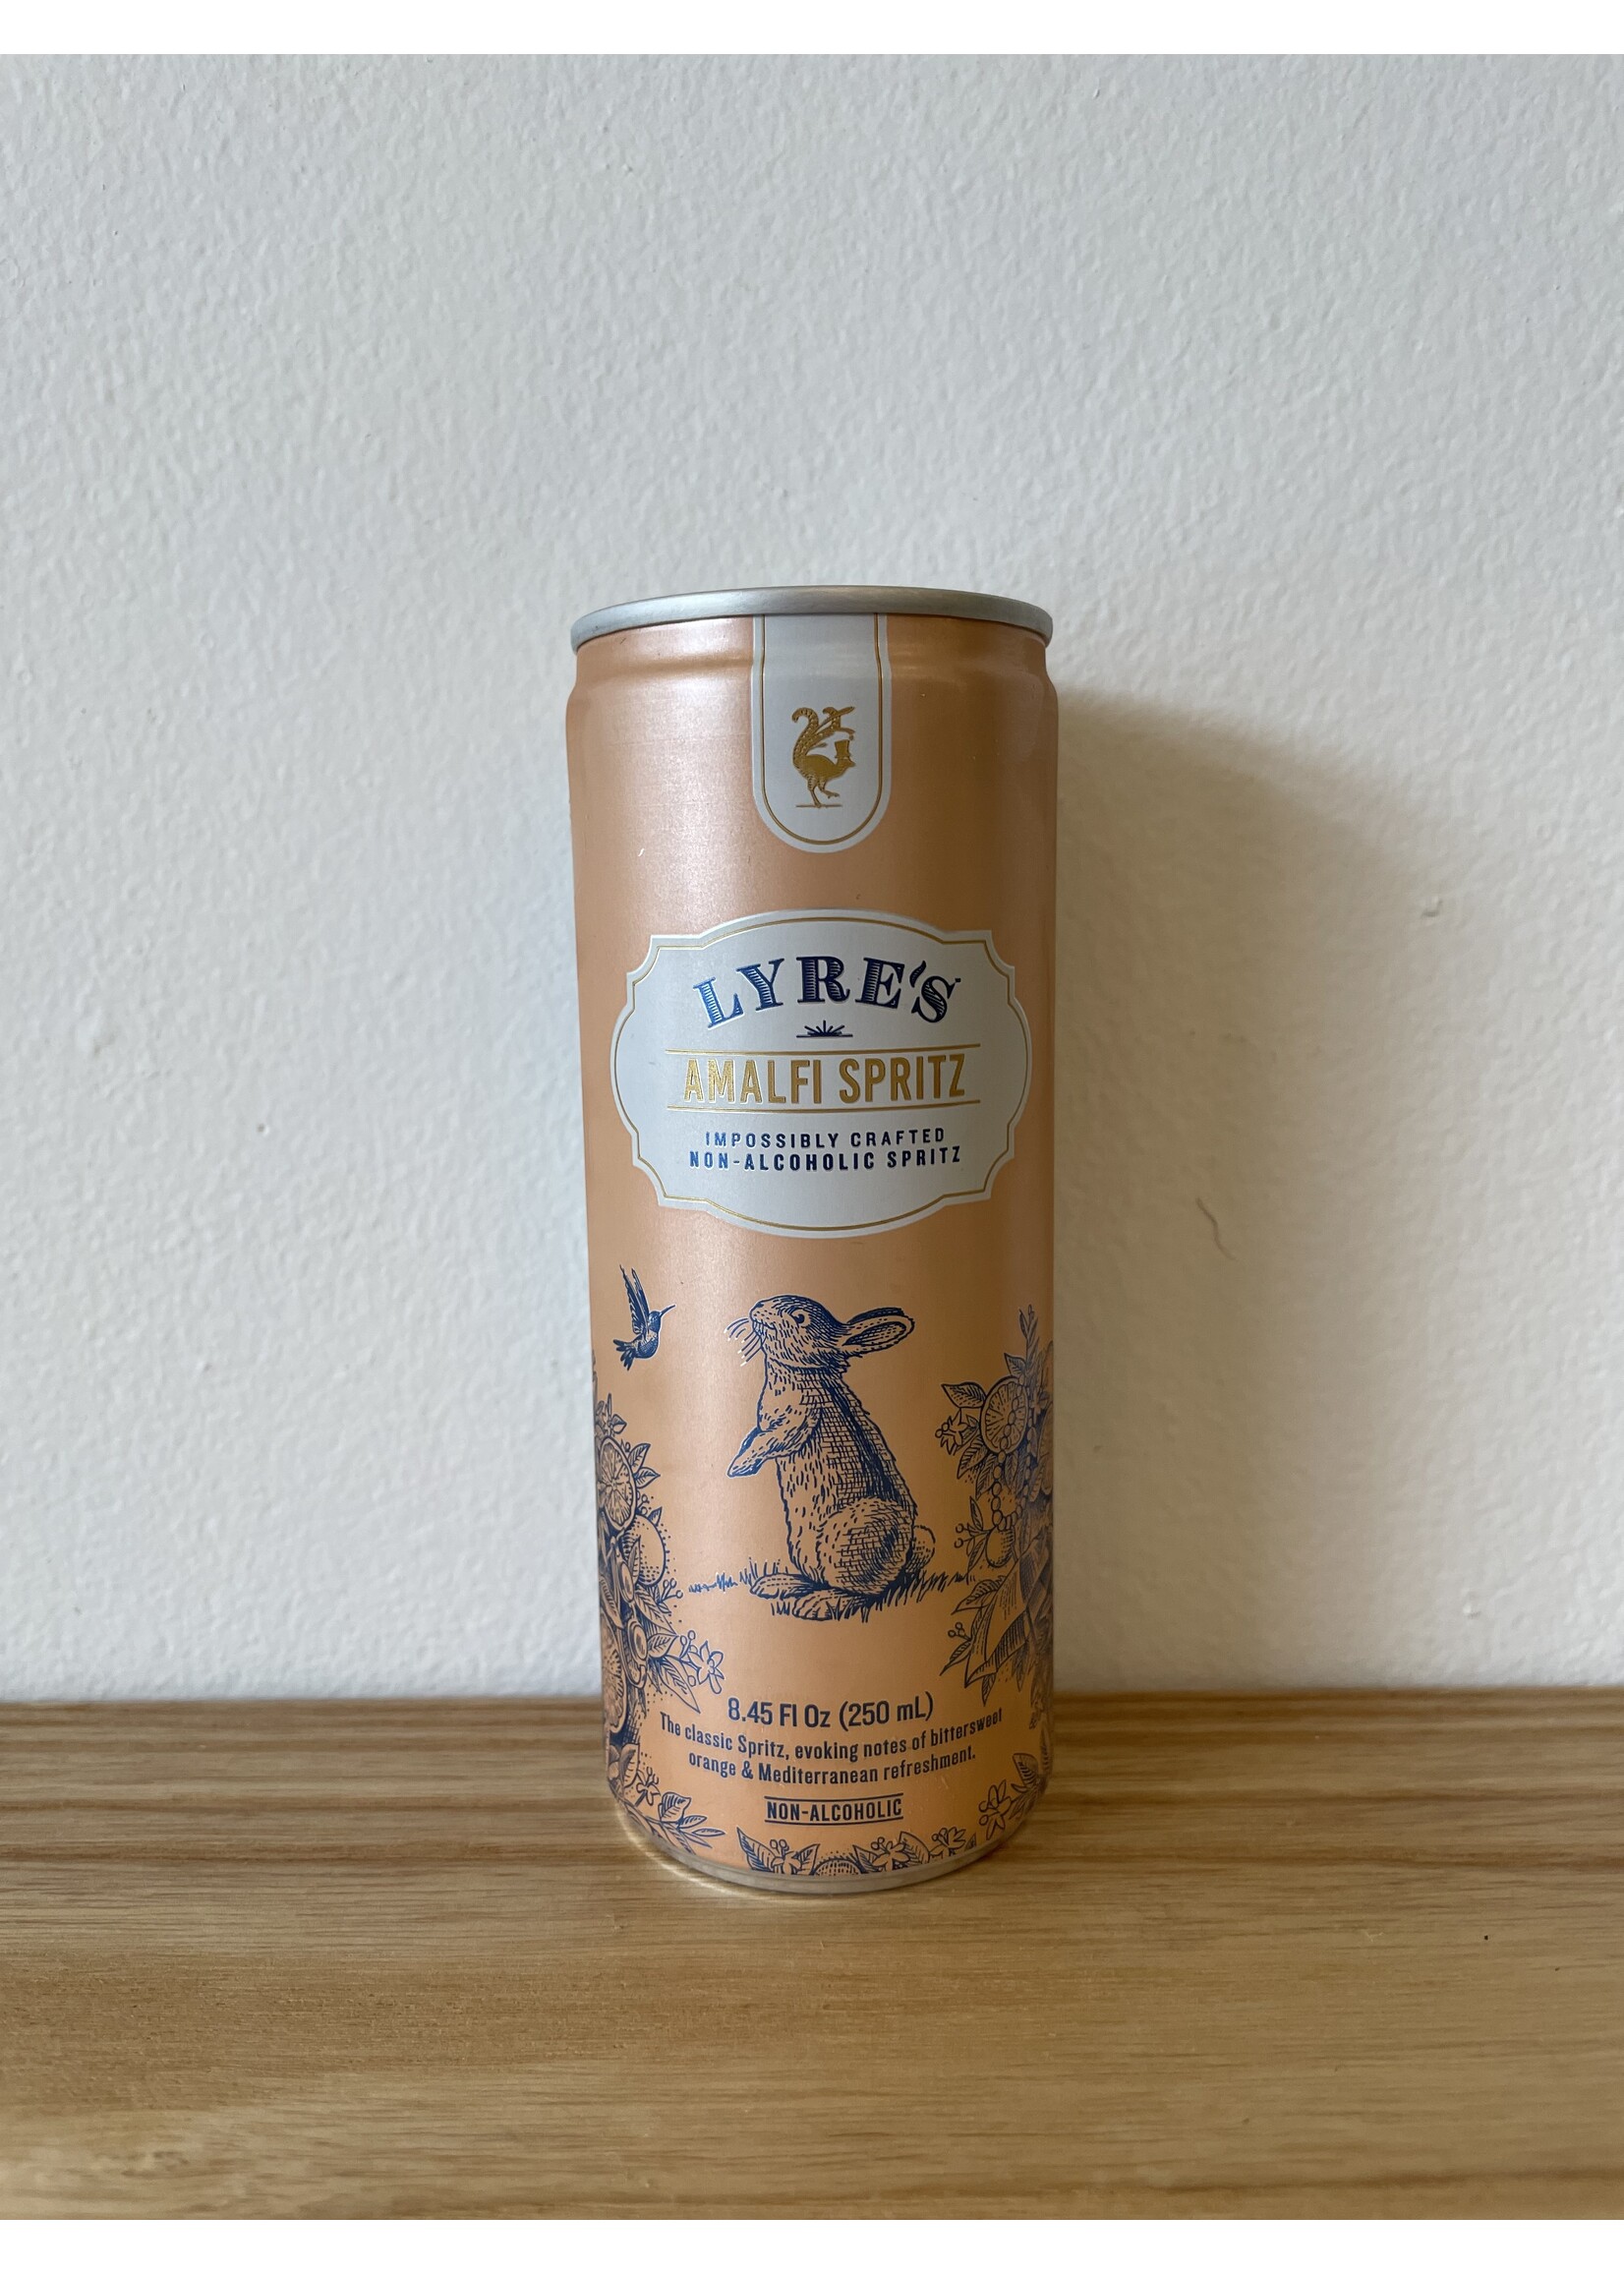 LYRE'S
AMALFI SPRITZ
IMPOSSIBLY CRAFTED
NON-ALCOHOLIC SPRITZ
8.45 Fl Oz (250 mL)
The classic Spritz, evoking notes of bittersweet
orange & Mediterranean refreshment.
NON-ALCOHOLIC